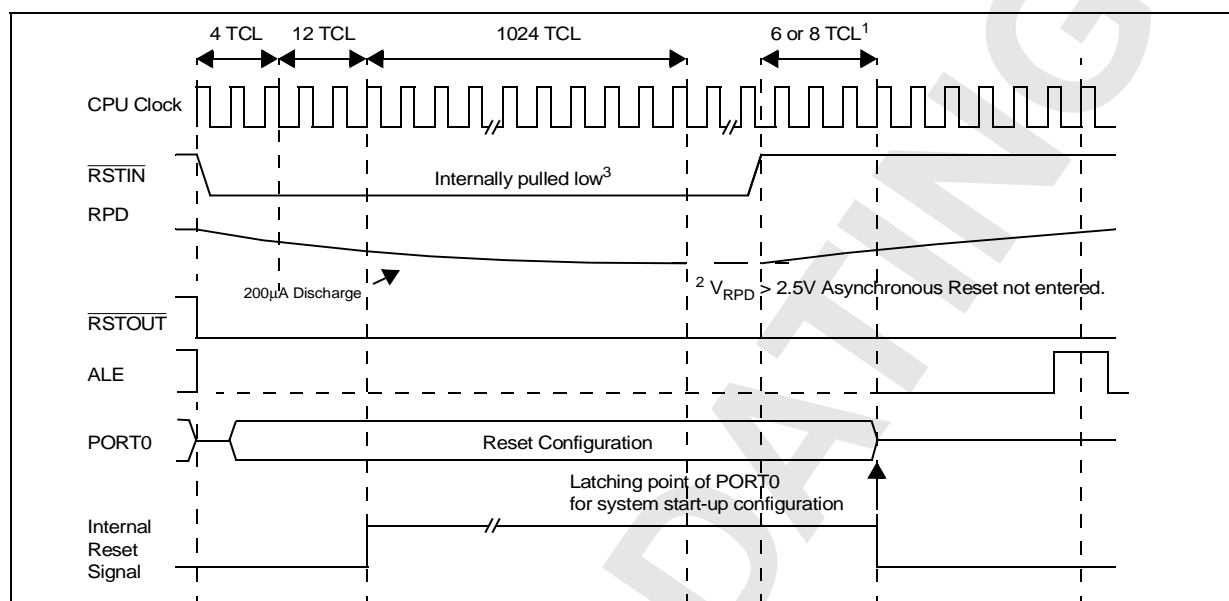 4 TCL 12 TCL 1024 TCL 6 or 8 TCL¹
CPU Clock
RSTIN
Internally pulled low³
RPD
200µA Discharge
² VRPD > 2.5V Asynchronous Reset not entered.
RSTOUT
ALE
PORT0
Reset Configuration
Latching point of PORT0
for system start-up configuration
Internal
Reset
Signal
DATING